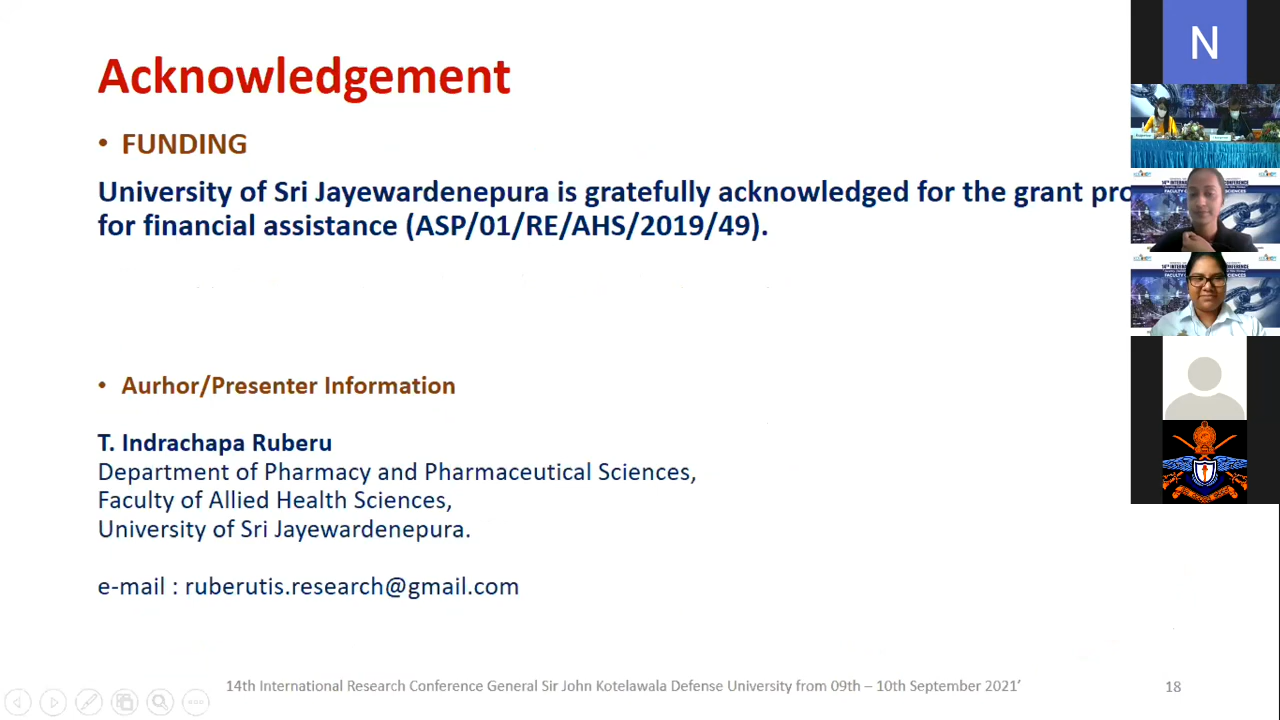 Acknowledgement
• FUNDING
University of Sri Jayewardenepura is gratefully acknowledged for the grant pro
for financial assistance (ASP/01/RE/AHS/2019/49).
• Aurhor/Presenter Information
T. Indrachapa Ruberu
Department of Pharmacy and Pharmaceutical Sciences,
Faculty of Allied Health Sciences,
University of Sri Jayewardenepura.
e-mail : ruberutis.research@gmail.com
14th International Research Conference General Sir John Kotelawala Defense University from 09th – 10th September 2021’
18
N